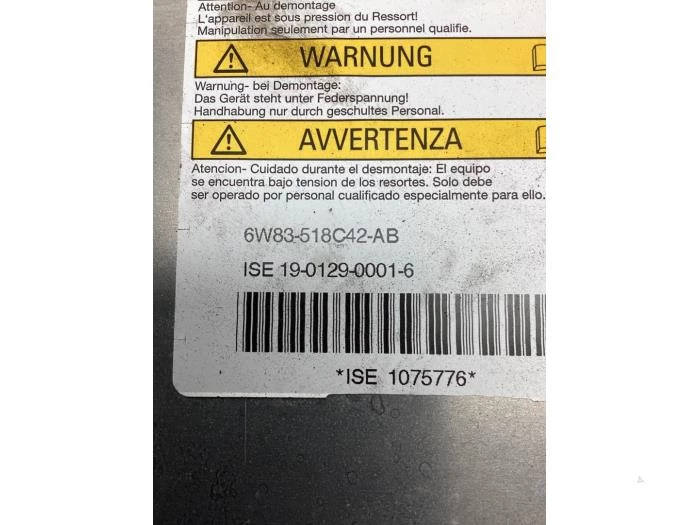 Attention- Au demontage
L'appareil est sous pression du Ressort!
Manipulation seulement par un personnel qualifie.
WARNUNG
Warnung- bei Demontage:
Das Gerät steht unter Federspannung!
Handhabung nur durch geschultes Personal.
AVVERTENZA
Atencion- Cuidado durante el desmontaje: El equipo
se encuentra bajo tension de los resortes. Solo debe
ser operado por personal cualificado especialmente para ello.
6W83-518C42-AB
ISE 19-0129-0001-6
*ISE 1075776*